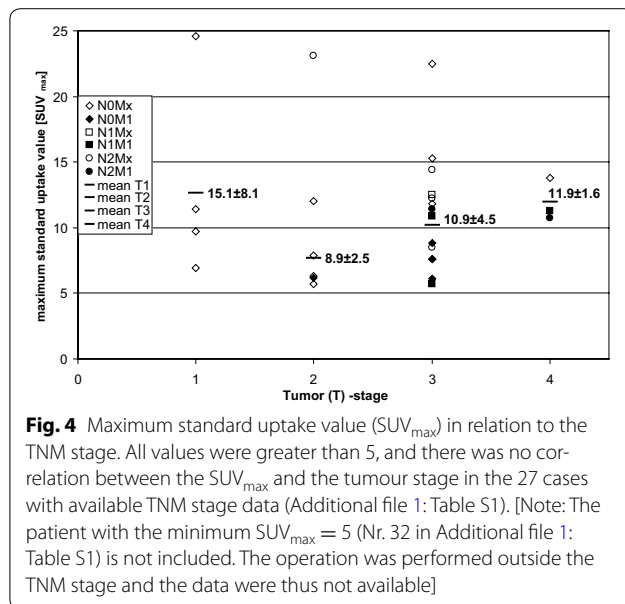 maximum standard uptake value [SUV max]
25
20
15
10
5
0
N0Mx
N0M1
N1Mx
N1M1
N2Mx
N2M1
mean T1
mean T2
mean T3
mean T4
15.1±8.1
8.9±2.5
10.9±4.5
11.9±1.6
0
1
2
3
4
Tumor (T) -stage
Fig. 4 Maximum standard uptake value (SUVmax) in relation to the
TNM stage. All values were greater than 5, and there was no cor-
relation between the SUVmax and the tumour stage in the 27 cases
with available TNM stage data (Additional file 1: Table S1). [Note: The
patient with the minimum SUVmax = 5 (Nr. 32 in Additional file 1:
Table S1) is not included. The operation was performed outside the
TNM stage and the data were thus not available]